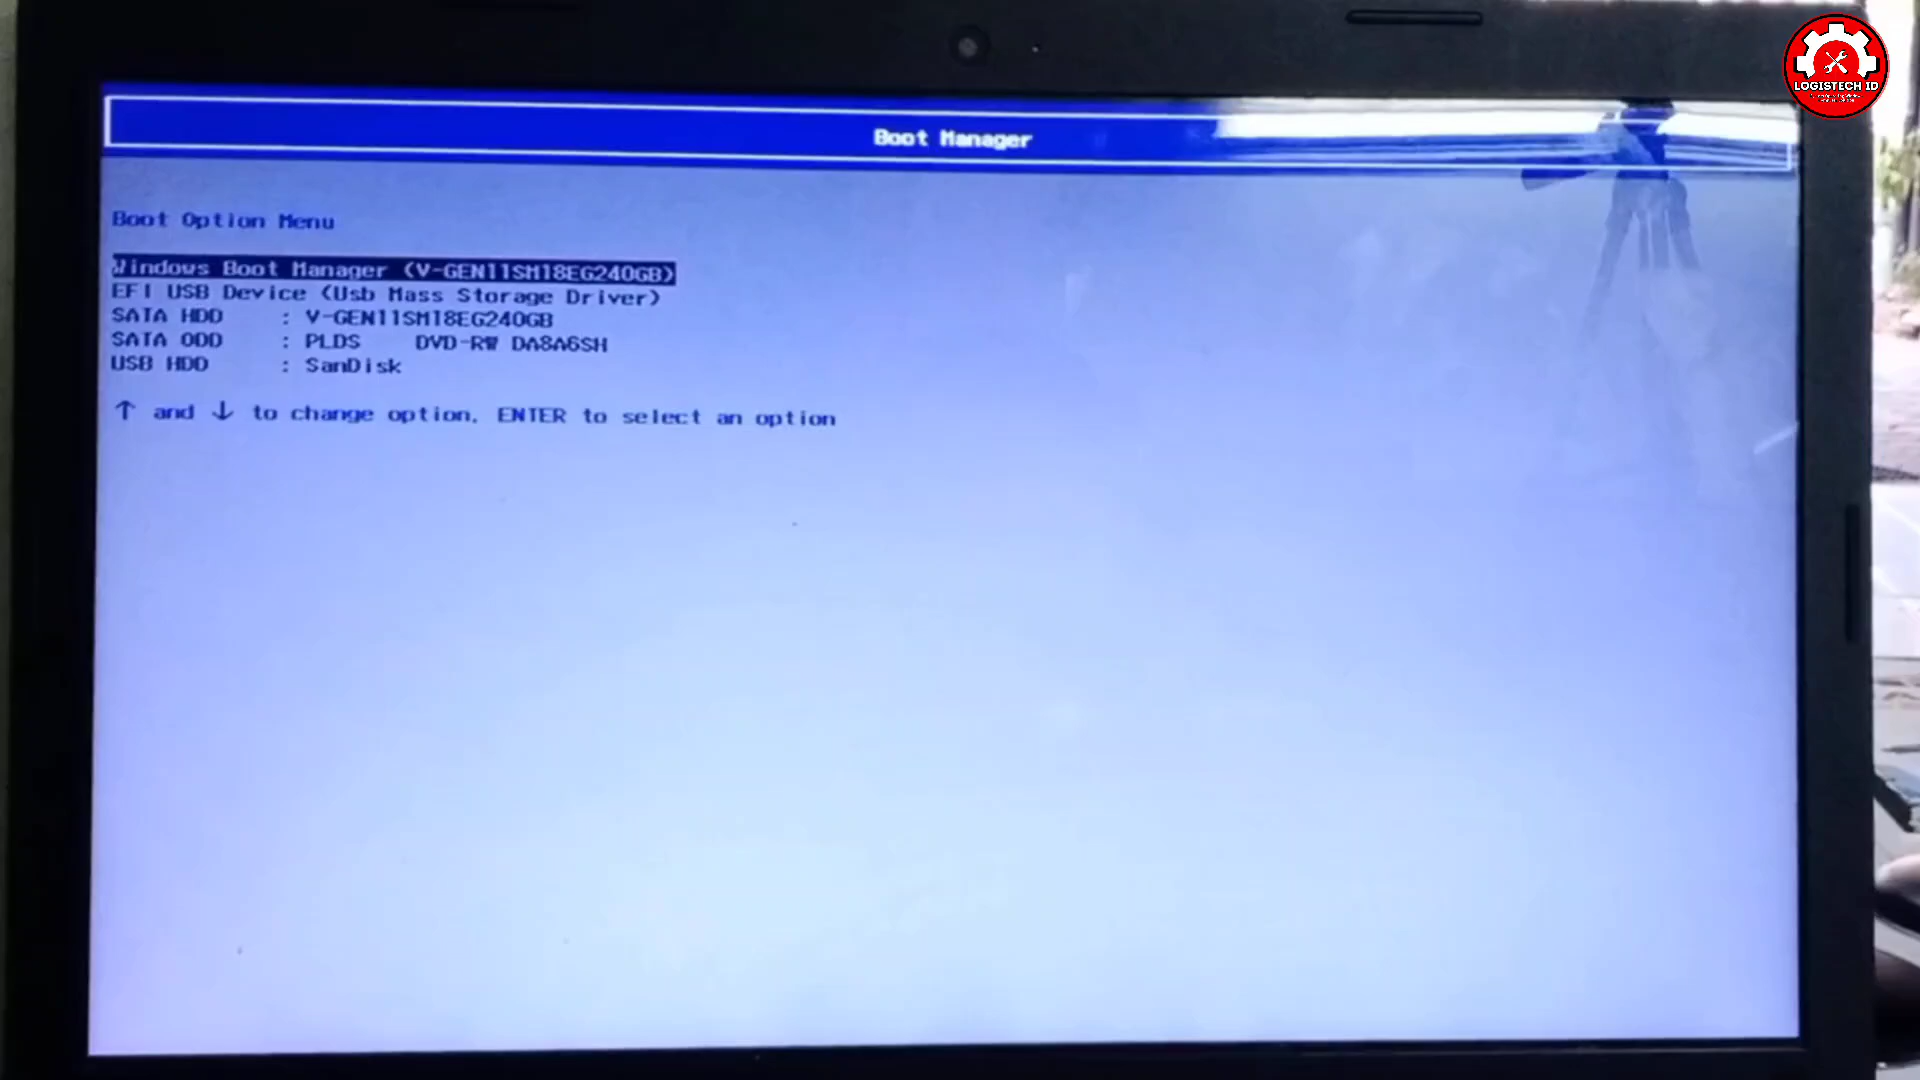 LOGISTECH ID
Boot Manager
Boot Option Menu
Windows Boot Manager (V-GEN11SM18EG240GB)
EFI USB Device (Usb Mass Storage Driver)
SATA HDD : V-GEN11SM18EG240GB
SATA ODD : PLDS DVD-RW DA8A6SH
USB HDD : SanDisk
↑ and ↓ to change option, ENTER to select an option